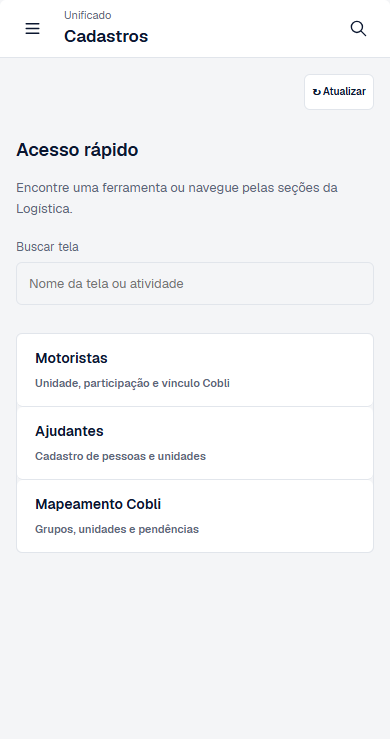 Unificado
Cadastros
↻ Atualizar
Acesso rápido
Encontre uma ferramenta ou navegue pelas seções da
Logística.
Buscar tela
Nome da tela ou atividade
Motoristas
Unidade, participação e vínculo Cobli
Ajudantes
Cadastro de pessoas e unidades
Mapeamento Cobli
Grupos, unidades e pendências